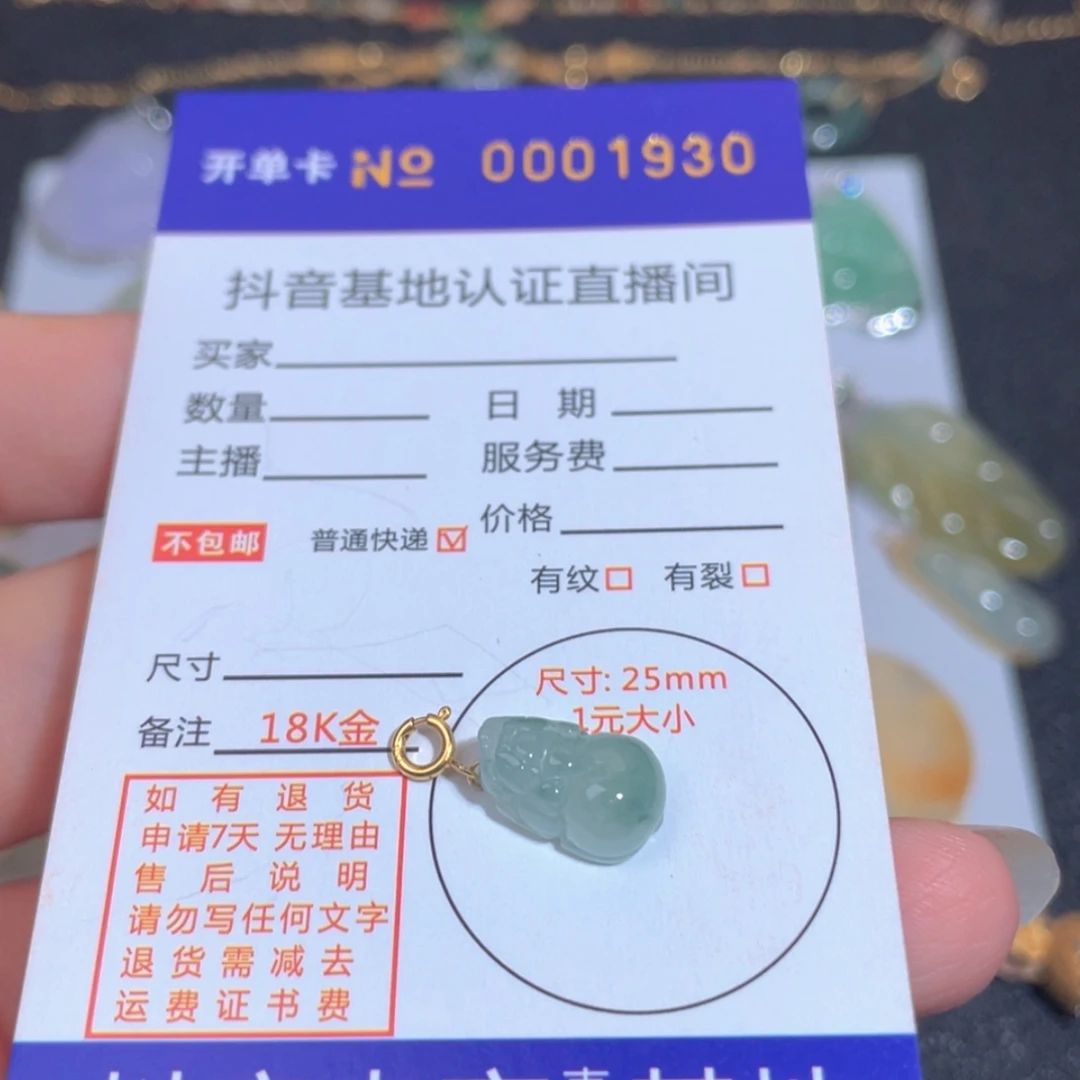 开单卡 No 0001930
抖音基地认证直播间
买家
数量 日 期
主播 服务费
不包邮 普通快递 价格
有纹 有裂
尺寸 尺寸: 25mm
1元大小
备注 18K金
如有退货
申请7天 无理由
售后说明
请勿写任何文字
退货需减去
运费证书费